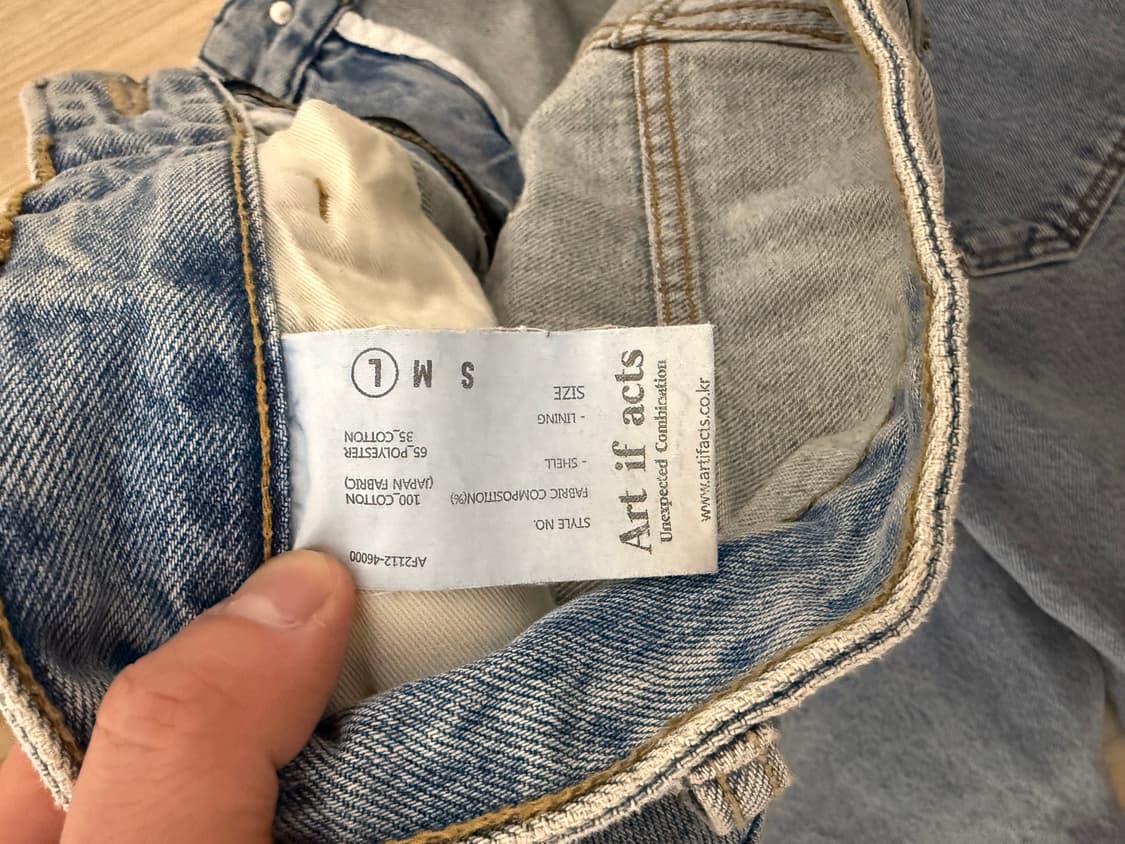 Art if acts
Unexpected Combination
www.artifacts.co.kr
STYLE NO. AF2112-46000
FABRIC COMPOSITION(%)
- SHELL 100_COTTON
(JAPAN FABRIC)
- LINING 65_POLYESTER
35_COTTON
SIZE S M L